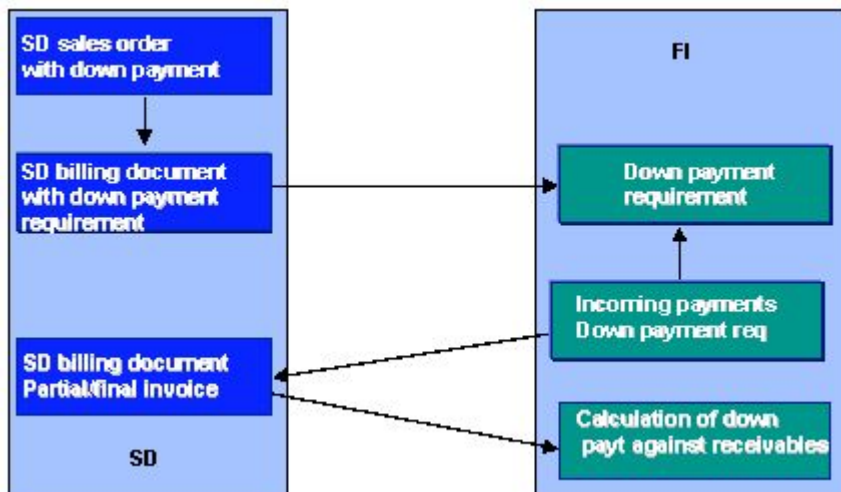 SD sales order
with down payment
FI
SD billing document
with down payment
requirement
Down payment
requirement
Incorring payments
Down payment req
SD billing document
Partial/final invoice
Calculation of down
payt against receivables
SD